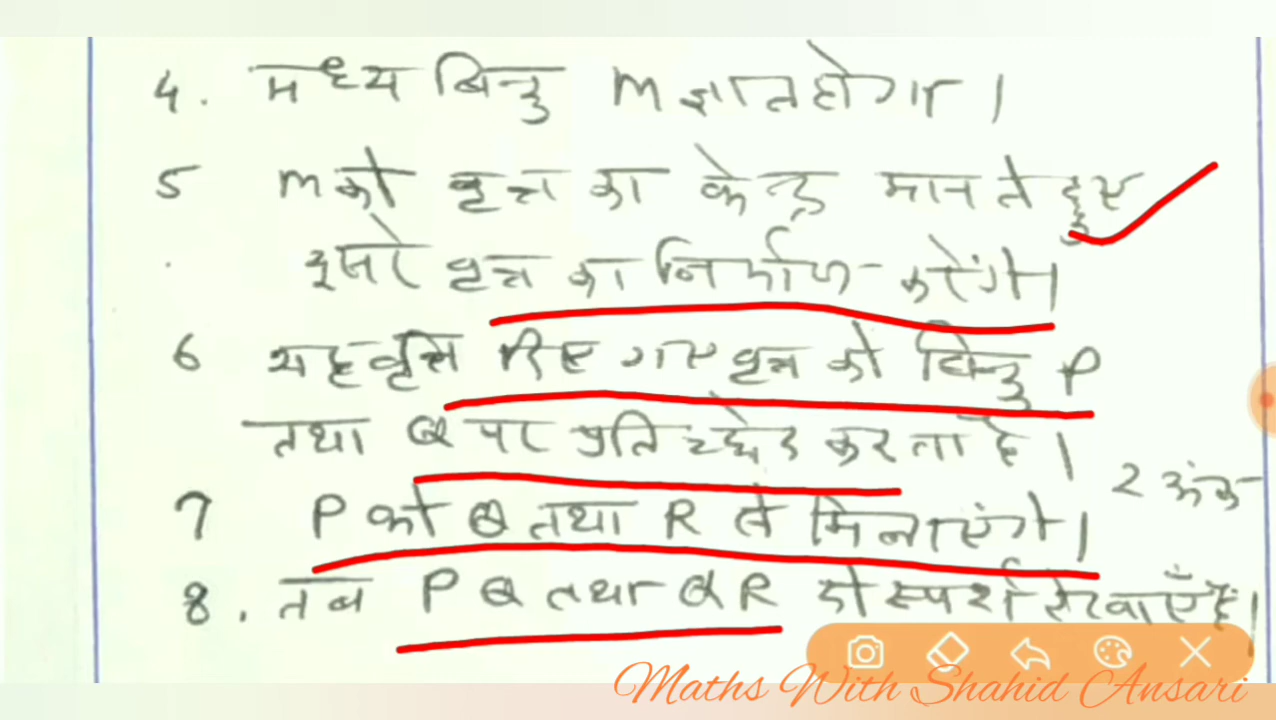 4. मध्य बिन्दु M ज्ञात होगा।
5 M को वृत्त का केन्द्र मानते हुए
दूसरे वृत्त का निर्माण करेंगे।
6 यह वृत्त दिए गए वृत्त को बिन्दु P
तथा Q पर प्रतिच्छेद करता है।
2 अंक
7 P को Q तथा R से मिलाएंगे।
8. तब PQ तथा QR दो स्पर्श रेखाएँ हैं।
Maths With Shahid Ansari